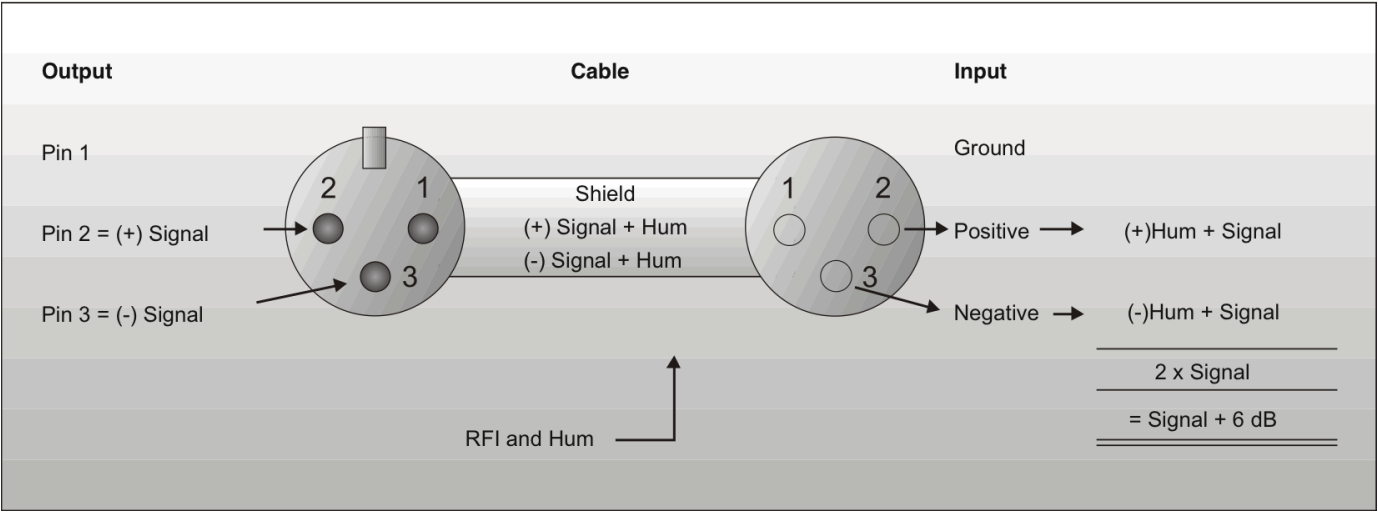 Output
Cable
Input
Pin 1
Ground
2
1
Shield
1
2
Pin 2 = (+) Signal
(+) Signal + Hum
Positive
(+)Hum + Signal
(-) Signal + Hum
3
3
Pin 3 = (-) Signal
Negative
(-)Hum + Signal
2 x Signal
= Signal + 6 dB
RFI and Hum